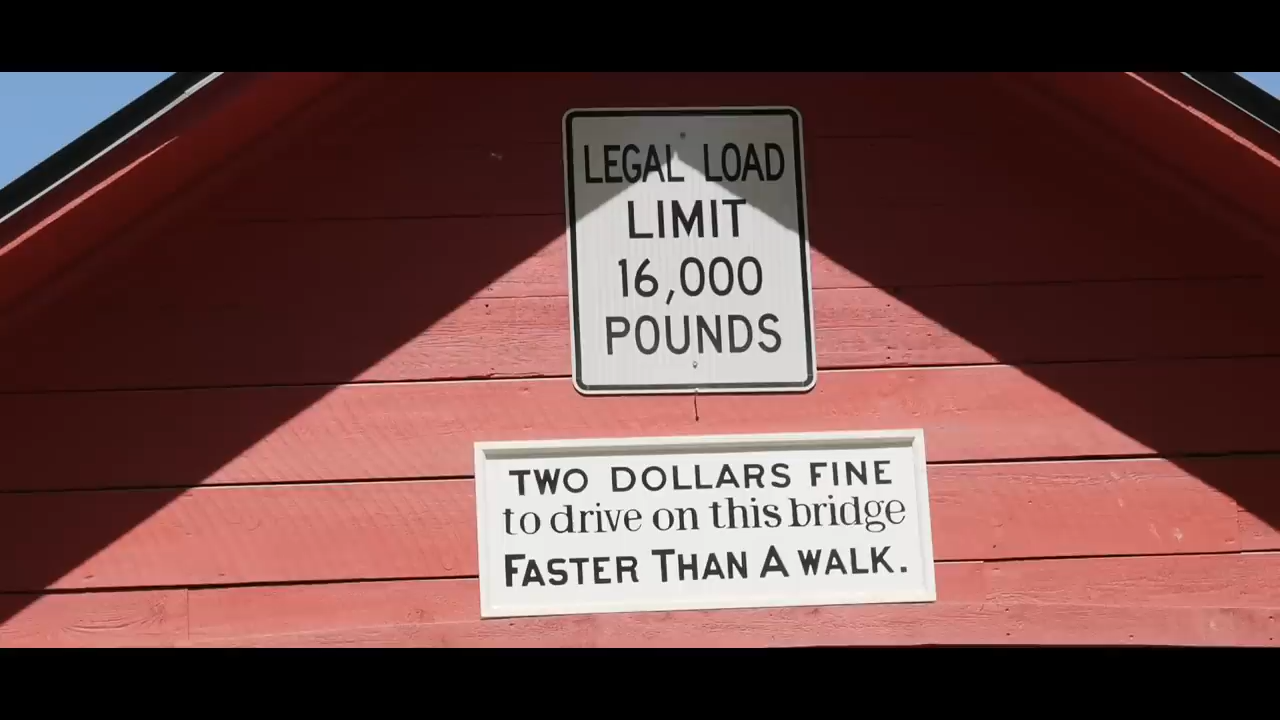 LEGAL LOAD
LIMIT
16,000
POUNDS
TWO DOLLARS FINE
to drive on this bridge
FASTER THAN A WALK.